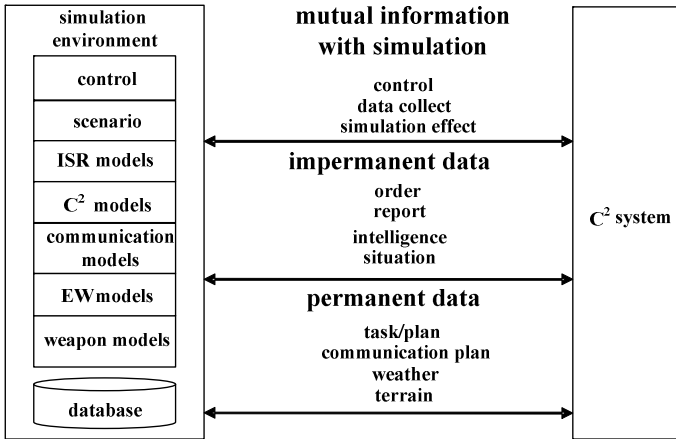 simulation
environment
control
scenario
ISR models
C² models
communication
models
EW models
weapon models
database
mutual information
with simulation
control
data collect
simulation effect
impermanent data
order
report
intelligence
situation
permanent data
task/plan
communication plan
weather
terrain
C² system